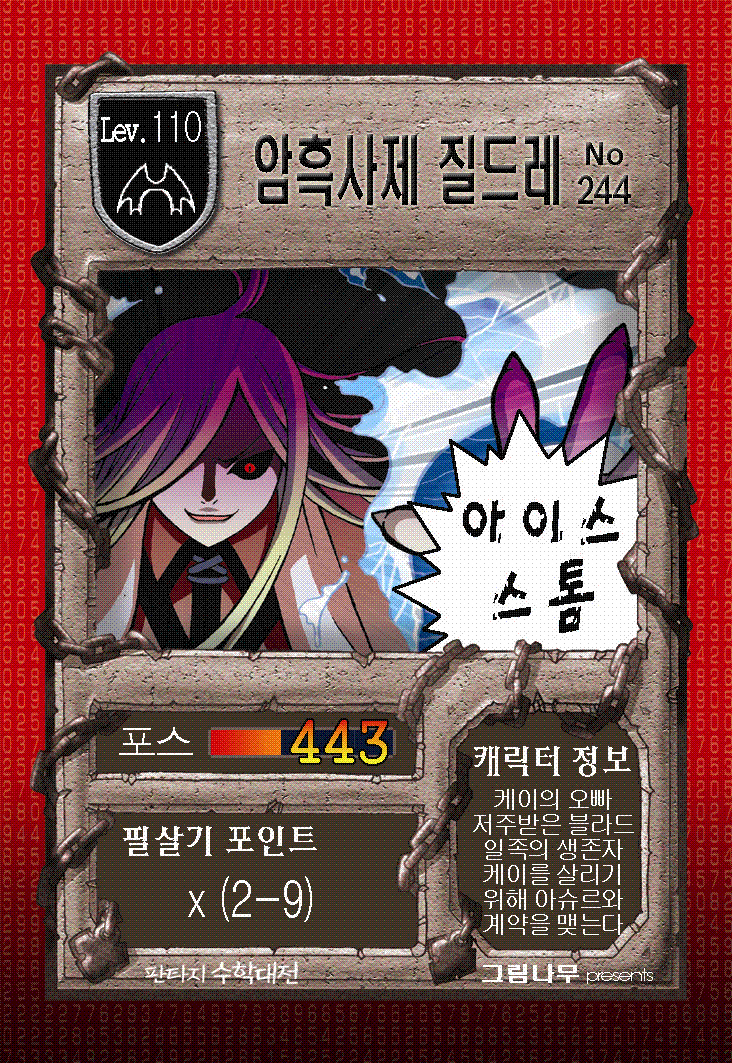 Lev.110
암흑사제 질드레
No
244
아이스
스톰
포스 443
필살기 포인트
x (2-9)
캐릭터 정보
케이의 오빠
저주받은 블라드
일족의 생존자
케이를 살리기
위해 아슈르와
계약을 맺는다
판타지 수학대전
그림나무 presents